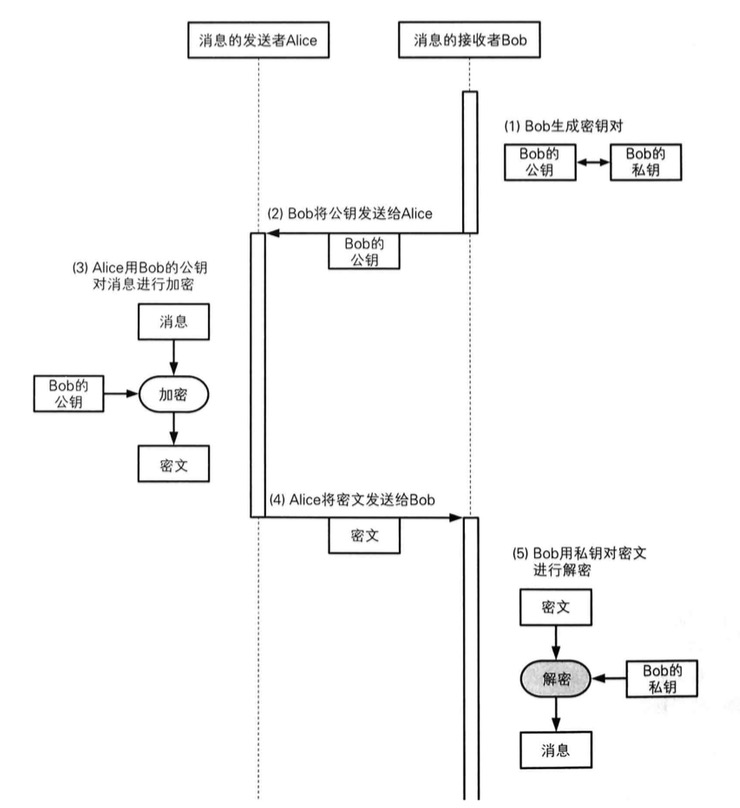 消息的发送者Alice
消息的接收者Bob
(1) Bob生成密钥对
Bob的
公钥
Bob的
私钥
(2) Bob将公钥发送给Alice
Bob的
公钥
(3) Alice用Bob的公钥
对消息进行加密
消息
Bob的
公钥
加密
密文
(4) Alice将密文发送给Bob
密文
(5) Bob用私钥对密文
进行解密
密文
解密
Bob的
私钥
消息